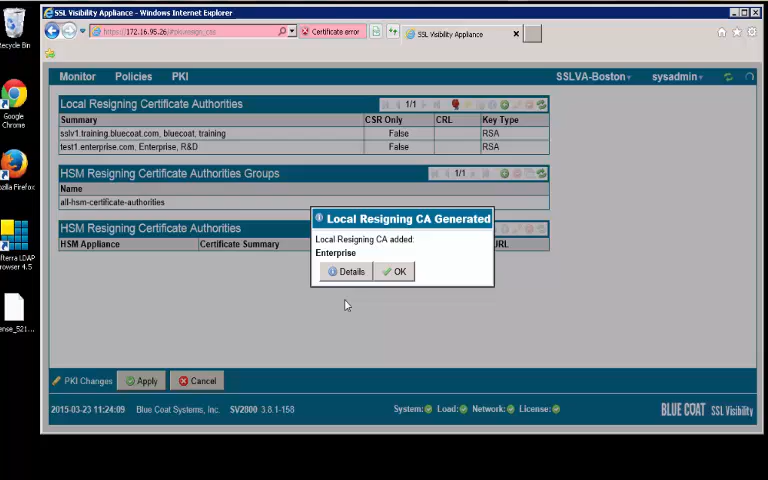 SSL Visibility Appliance - Windows Internet Explorer
https://172.16.95.26/#pki/resign_css
Certificate error
SSL Visibility Appliance
Recycle Bin
Google
Chrome
Mozilla Firefox
Softerra LDAP
Browser 4.5
Monitor Policies PKI
SSLVA-Boston
sysadmin
Local Resigning Certificate Authorities
1/1
Summary CSR Only CRL Key Type
sslv1.training.bluecoat.com, bluecoat, training False RSA
test1.enterprise.com, Enterprise, R&D False RSA
HSM Resigning Certificate Authorities Groups
1/1
Name
all-hsm-certificate-authorities
HSM Resigning Certificate Authorities
HSM Appliance Certificate Summary
Local Resigning CA Generated
Local Resigning CA added:
Enterprise
Details OK
PKI Changes Apply Cancel
2015-03-23 11:24:09 Blue Coat Systems, Inc. SV2800 3.8.1-158
System: Load: Network: License:
BLUE COAT SSL Visibility